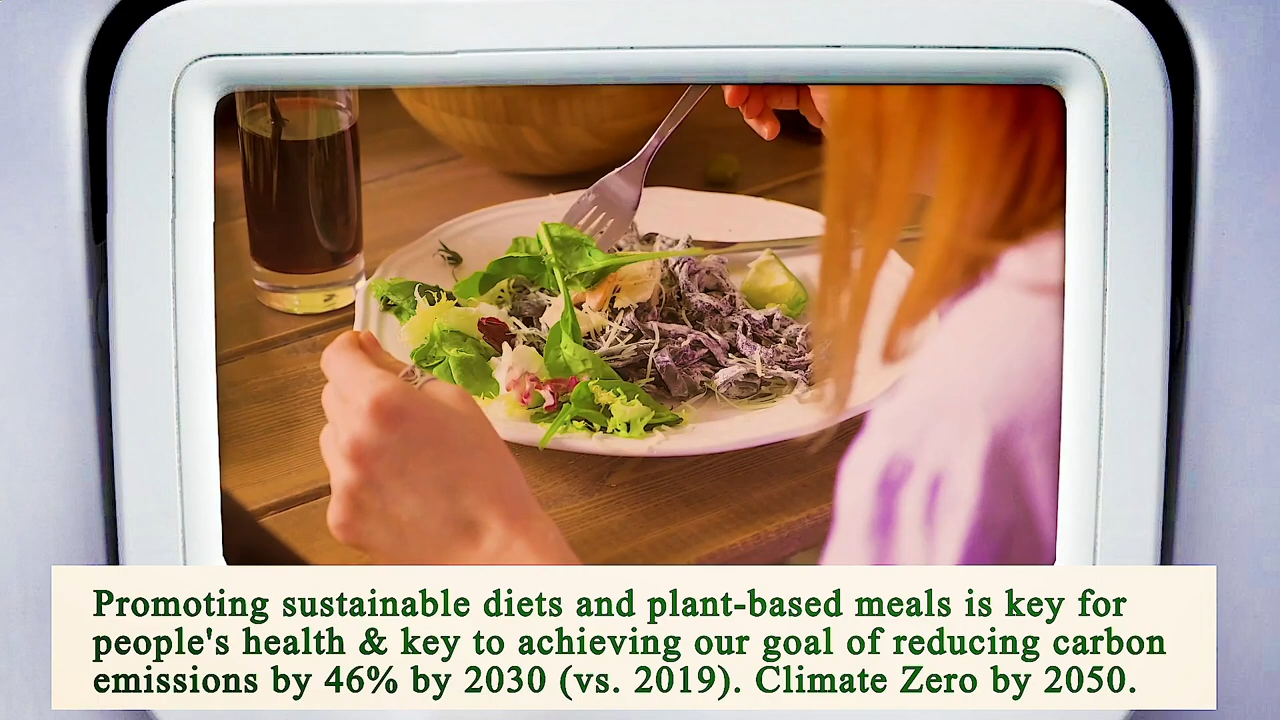 Promoting sustainable diets and plant-based meals is key for
people's health & key to achieving our goal of reducing carbon
emissions by 46% by 2030 (vs. 2019). Climate Zero by 2050.